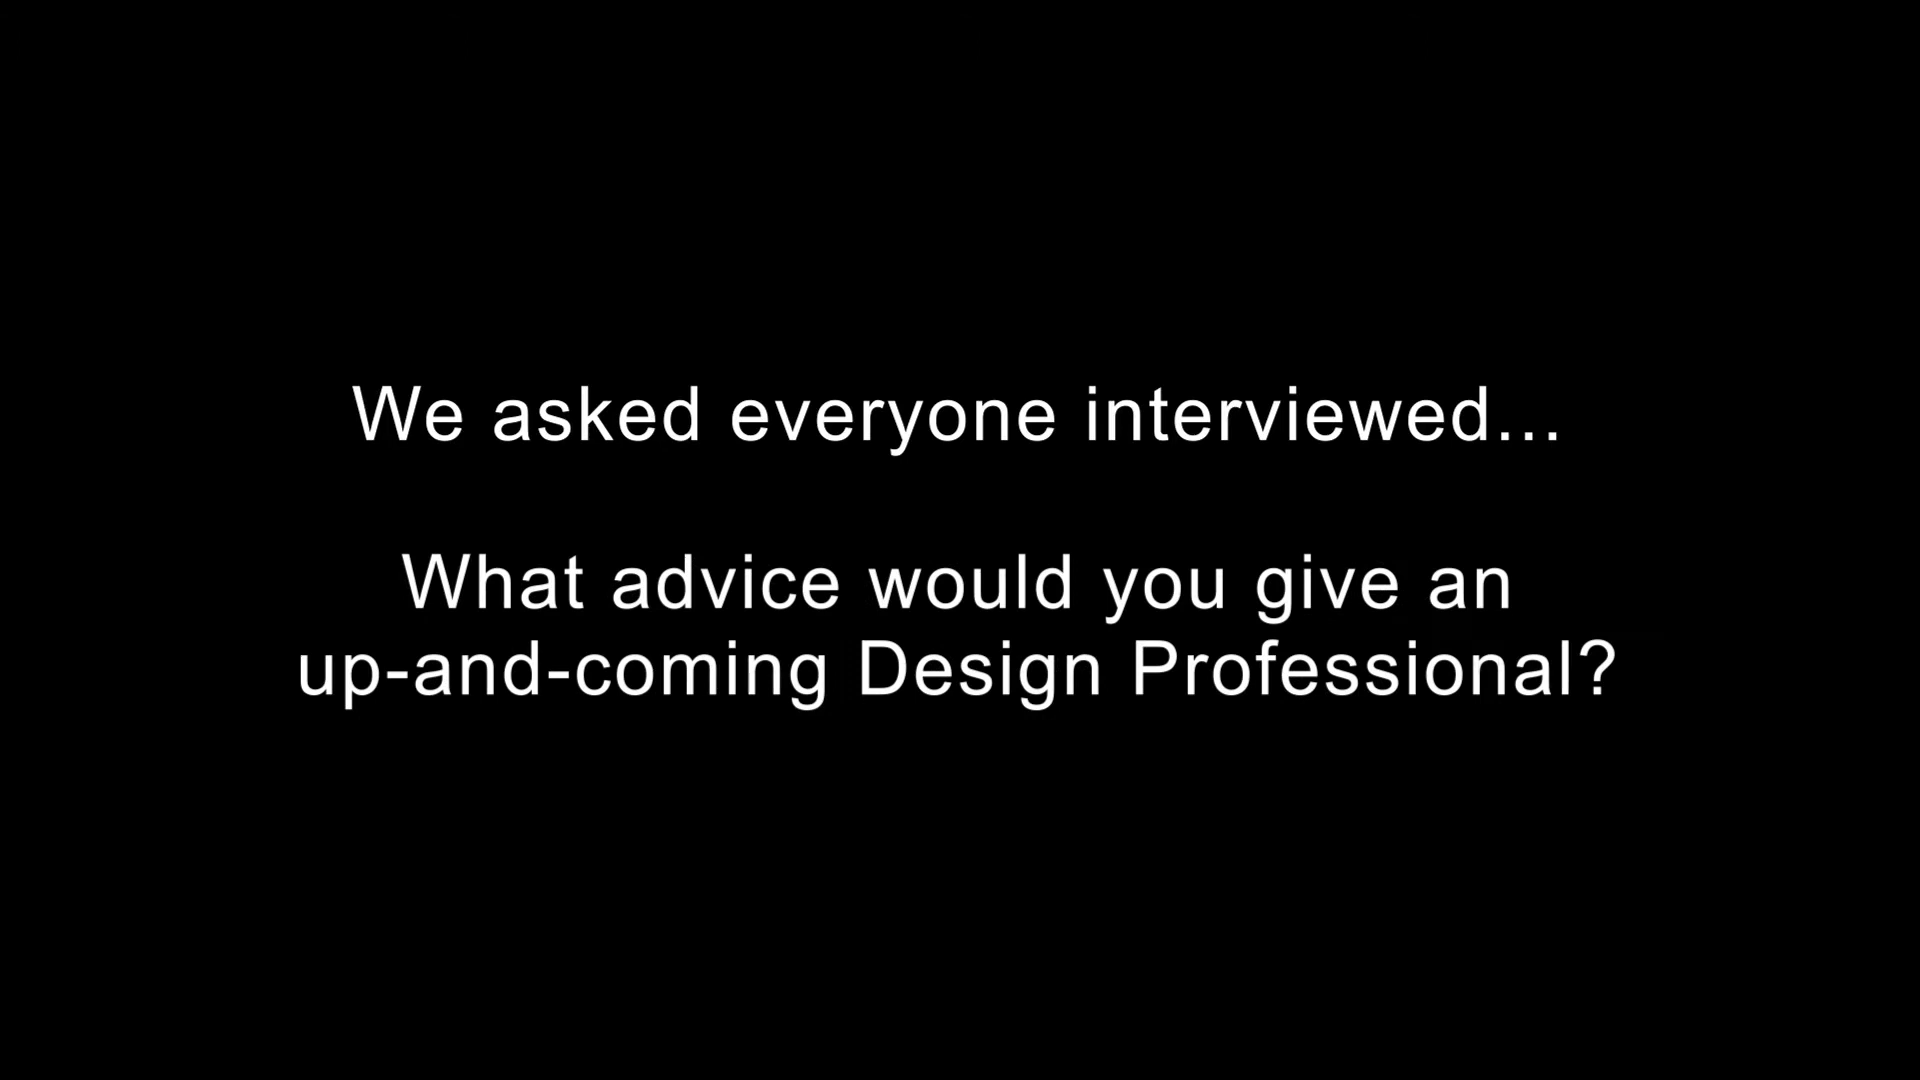 We asked everyone interviewed...
What advice would you give an
up-and-coming Design Professional?